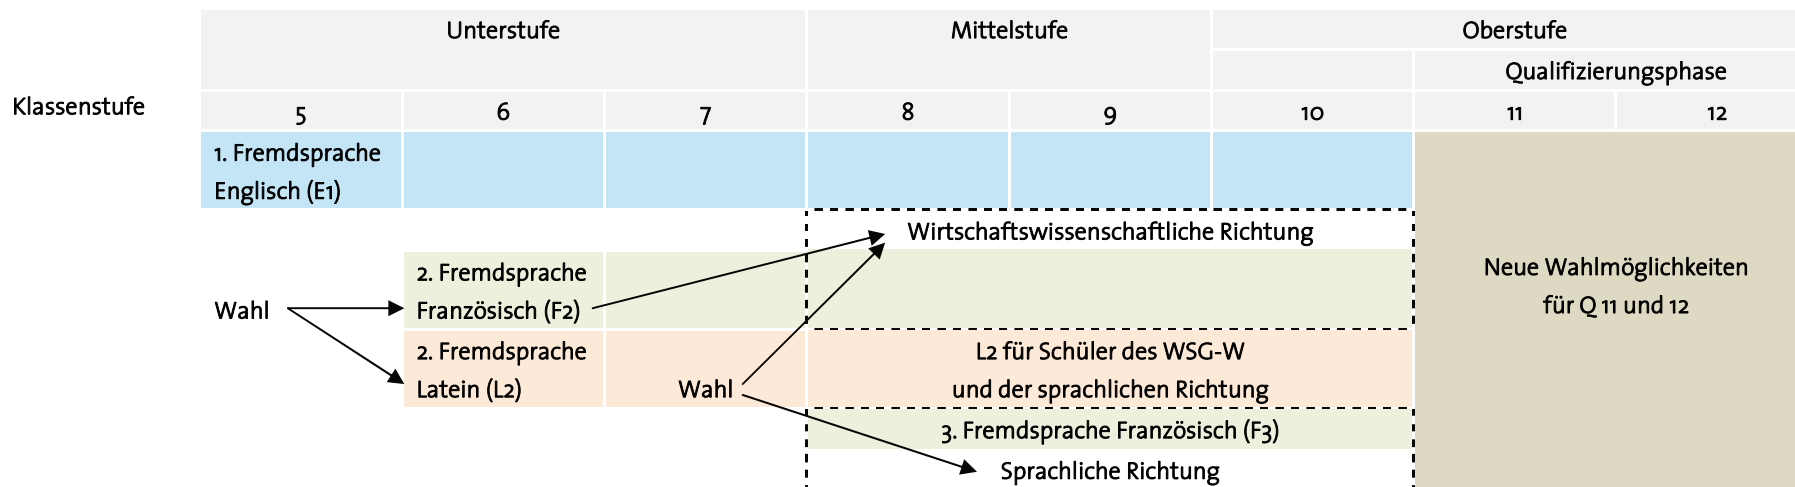 Unterstufe Mittelstufe Oberstufe
Qualifizierungsphase
Klassenstufe 5 6 7 8 9 10 11 12
1. Fremdsprache
Englisch (E1)
Wirtschaftswissenschaftliche Richtung
2. Fremdsprache
Französisch (F2)
Wahl
Neue Wahlmöglichkeiten
für Q 11 und 12
2. Fremdsprache
Latein (L2)
Wahl
L2 für Schüler des WSG-W
und der sprachlichen Richtung
3. Fremdsprache Französisch (F3)
Sprachliche Richtung